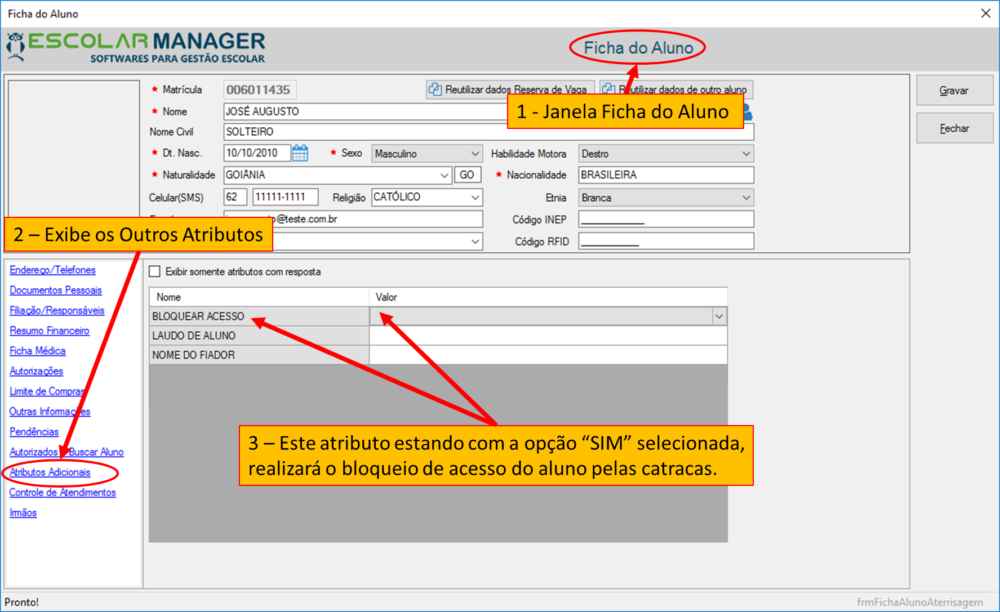 Ficha do Aluno
ESCOLAR MANAGER
SOFTWARES PARA GESTÃO ESCOLAR
Ficha do Aluno
Matrícula 006011435 Reutilizar dados Reserva de Vaga Reutilizar dados de outro aluno
Gravar
1 - Janela Ficha do Aluno
Nome JOSÉ AUGUSTO
Nome Civil SOLTEIRO
Fechar
Dt. Nasc. 10/10/2010 Sexo Masculino Habilidade Motora Destro
Naturalidade GOIÂNIA GO Nacionalidade BRASILEIRA
Celular(SMS) 62 11111-1111 Religião CATÓLICO Etnia Branca
@teste.com.br Código INEP
2 – Exibe os Outros Atributos
Código RFID
Endereço/Telefones
Documentos Pessoais
Filiação/Responsáveis
Resumo Financeiro
Ficha Médica
Autorizações
Limite de Compras
Outras Informações
Pendências
Autorizados Buscar Aluno
Atributos Adicionais
Controle de Atendimentos
Irmãos
Exibir somente atributos com resposta
Nome Valor
BLOQUEAR ACESSO
LAUDO DE ALUNO
NOME DO FIADOR
3 – Este atributo estando com a opção “SIM” selecionada,
realizará o bloqueio de acesso do aluno pelas catracas.
Pronto!
frmFichaAlunoAterrisagem